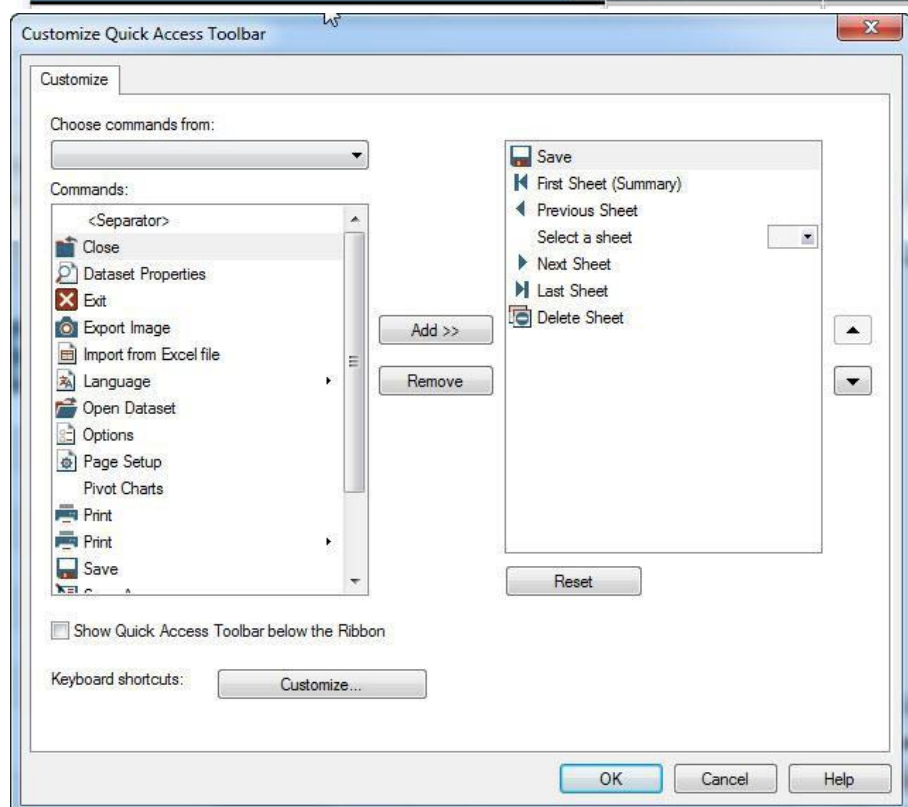 Customize Quick Access Toolbar
Customize
Choose commands from:
Commands:
<Separator>
Close
Dataset Properties
Exit
Export Image
Import from Excel file
Language
Open Dataset
Options
Page Setup
Pivot Charts
Print
Print
Save
Add >>
Remove
Save
First Sheet (Summary)
Previous Sheet
Select a sheet
Next Sheet
Last Sheet
Delete Sheet
Reset
Show Quick Access Toolbar below the Ribbon
Keyboard shortcuts:
Customize...
OK
Cancel
Help